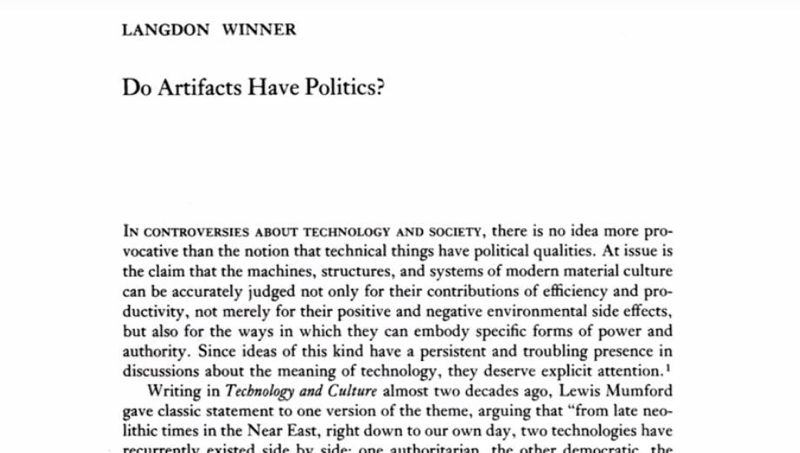 LANGDON WINNER
Do Artifacts Have Politics?
IN CONTROVERSIES ABOUT TECHNOLOGY AND SOCIETY, there is no idea more pro-
vocative than the notion that technical things have political qualities. At issue is
the claim that the machines, structures, and systems of modern material culture
can be accurately judged not only for their contributions of efficiency and pro-
ductivity, not merely for their positive and negative environmental side effects,
but also for the ways in which they can embody specific forms of power and
authority. Since ideas of this kind have a persistent and troubling presence in
discussions about the meaning of technology, they deserve explicit attention.¹
Writing in Technology and Culture almost two decades ago, Lewis Mumford
gave classic statement to one version of the theme, arguing that “from late neo-
lithic times in the Near East, right down to our own day, two technologies have
recurrently existed side by side: one authoritarian, the other democratic, the